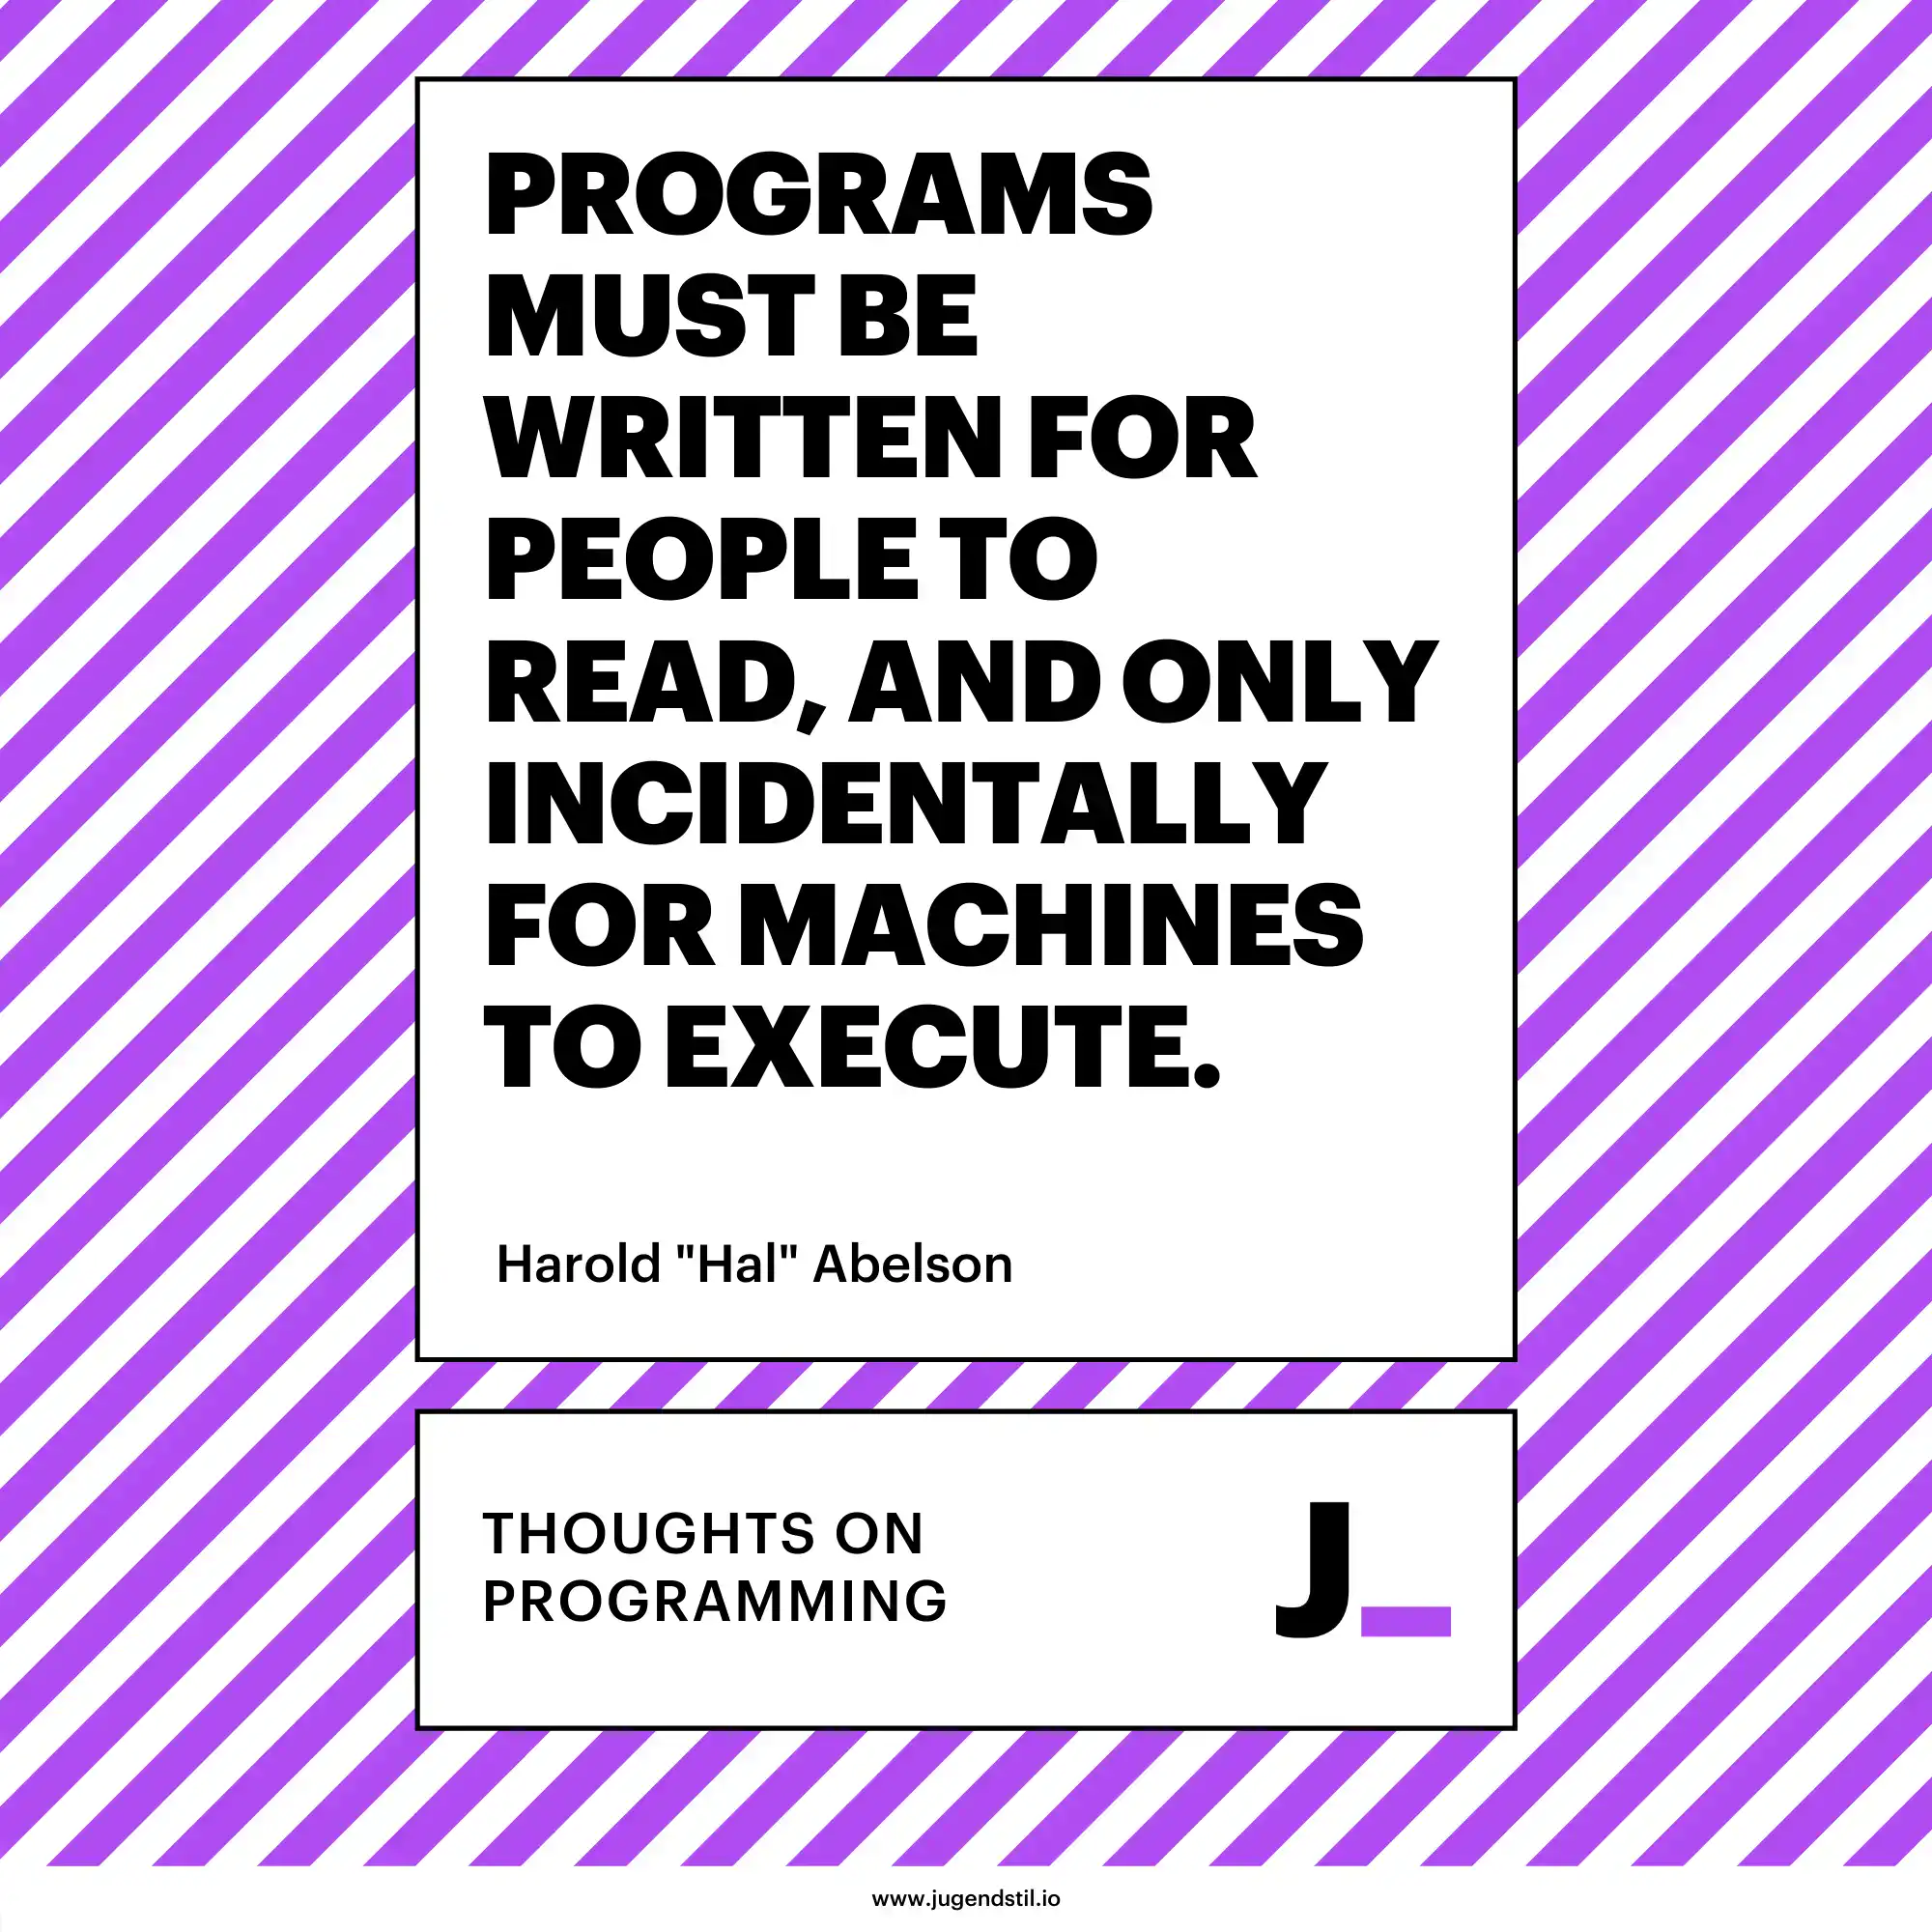 PROGRAMS
MUST BE
WRITTEN FOR
PEOPLE TO
READ, AND ONLY
INCIDENTALLY
FOR MACHINES
TO EXECUTE.
Harold "Hal" Abelson
THOUGHTS ON
PROGRAMMING
J_
www.jugendstil.io